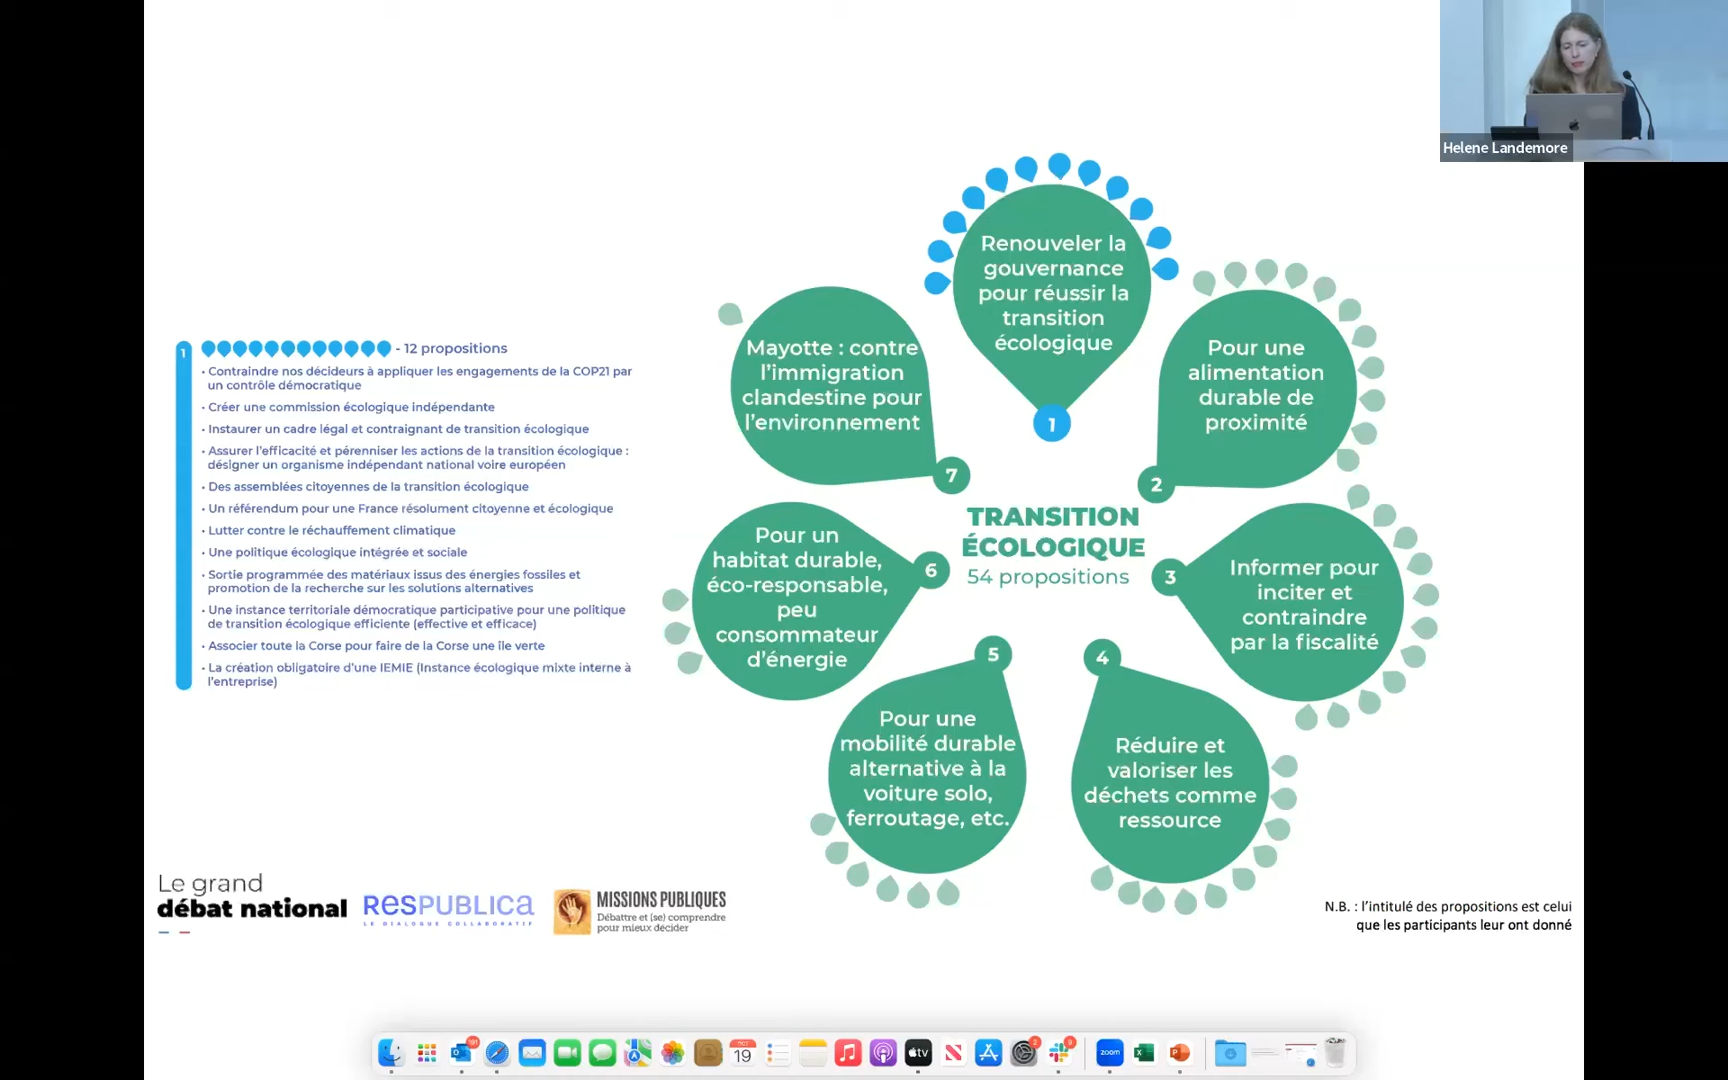 Helene Landemore
1
- 12 propositions
• Contraindre nos décideurs à appliquer les engagements de la COP21 par
un contrôle démocratique
• Créer une commission écologique indépendante
• Instaurer un cadre légal et contraignant de transition écologique
• Assurer l'efficacité et pérenniser les actions de la transition écologique :
désigner un organisme indépendant national voire européen
• Des assemblées citoyennes de la transition écologique
• Un référendum pour une France résolument citoyenne et écologique
• Lutter contre le réchauffement climatique
• Une politique écologique intégrée et sociale
• Sortie programmée des matériaux issus des énergies fossiles et
promotion de la recherche sur les solutions alternatives
• Une instance territoriale démocratique participative pour une politique
de transition écologique efficiente (effective et efficace)
• Associer toute la Corse pour faire de la Corse une île verte
• La création obligatoire d'une IEMIE (Instance écologique mixte interne à
l'entreprise)
TRANSITION
ÉCOLOGIQUE
54 propositions
Renouveler la
gouvernance
pour réussir la
transition
écologique
1
Pour une
alimentation
durable de
proximité
2
Informer pour
inciter et
contraindre
par la fiscalité
3
Réduire et
valoriser les
déchets comme
ressource
4
Pour une
mobilité durable
alternative à la
voiture solo,
ferroutage, etc.
5
Pour un
habitat durable,
éco-responsable,
peu
consommateur
d'énergie
6
Mayotte : contre
l'immigration
clandestine pour
l'environnement
7
Le grand
débat national
RESPUBLICA
LE DIALOGUE COLLABORATIF
MISSIONS PUBLIQUES
Débattre et (se) comprendre
pour mieux décider
N.B. : l'intitulé des propositions est celui
que les participants leur ont donné
191
OCT
19
tv
2
9
zoom